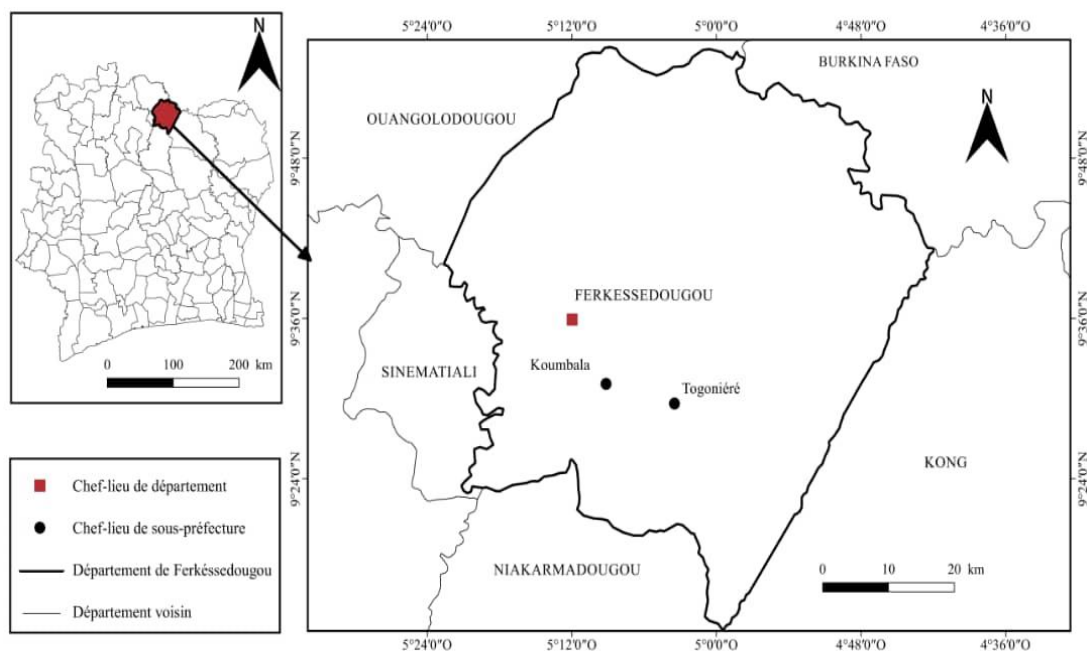 N
0 100 200 km
Chef-lieu de département
Chef-lieu de sous-préfecture
Département de Ferkéssedougou
Département voisin
5°24'0"O 5°12'0"O 5°00'0"O 4°48'0"O 4°36'0"O
BURKINA FASO
OUANGOLODOUGOU
N
9°48'0"N 9°48'0"N
FERKESSEDOUGOU
9°36'0"N 9°36'0"N
Koumbala
SINEMATIALI
Togoniéré
KONG
9°24'0"N 9°24'0"N
NIAKARMADOUGOU
0 10 20 km
5°24'0"O 5°12'0"O 5°00'0"O 4°48'0"O 4°36'0"O